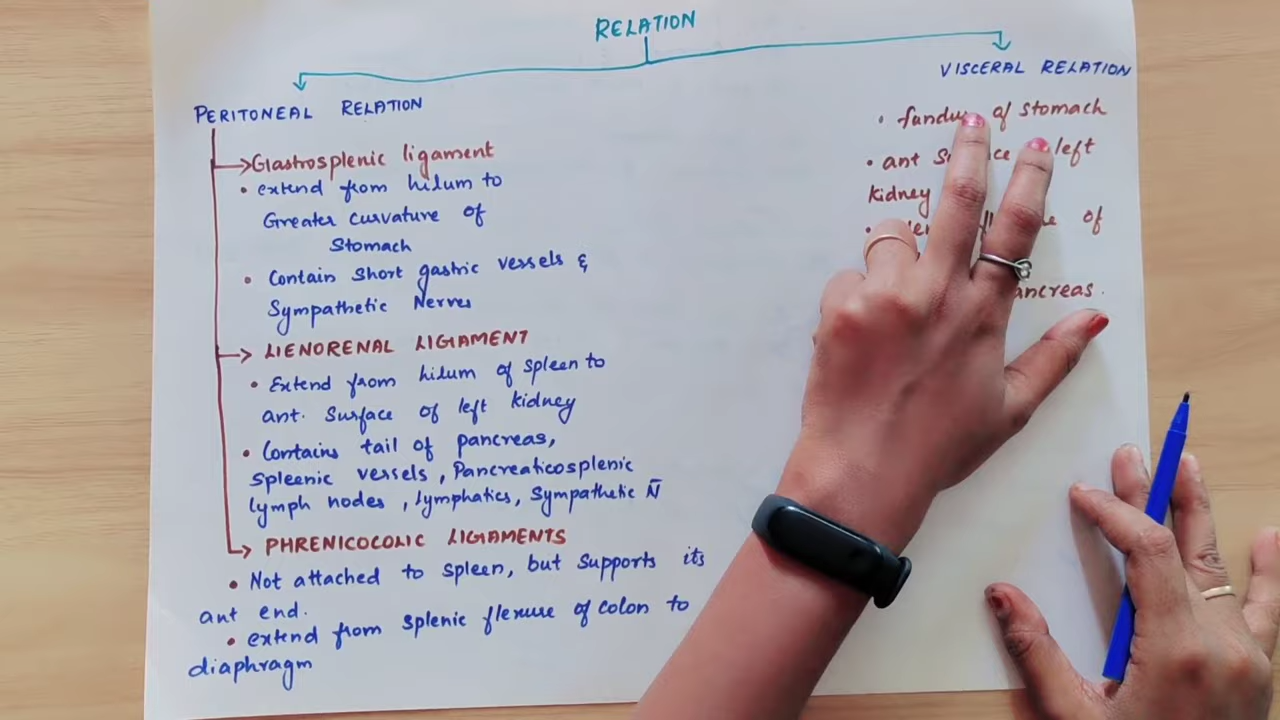 RELATION
PERITONEAL RELATION
Gastrosplenic ligament
• extend from hilum to
Greater curvature of
Stomach
• Contain short gastric vessels &
Sympathetic Nerves
LIENORENAL LIGAMENT
• Extend from hilum of spleen to
ant. surface of left kidney
• Contains tail of pancreas,
Spleenic vessels, Pancreaticosplenic
lymph nodes, lymphatics, Sympathetic N̄
PHRENICOCOLIC LIGAMENTS
• Not attached to spleen, but supports its
ant end.
• extend from splenic flexure of colon to
diaphragm
VISCERAL RELATION
• of stomach
• ant left
kidney
• of